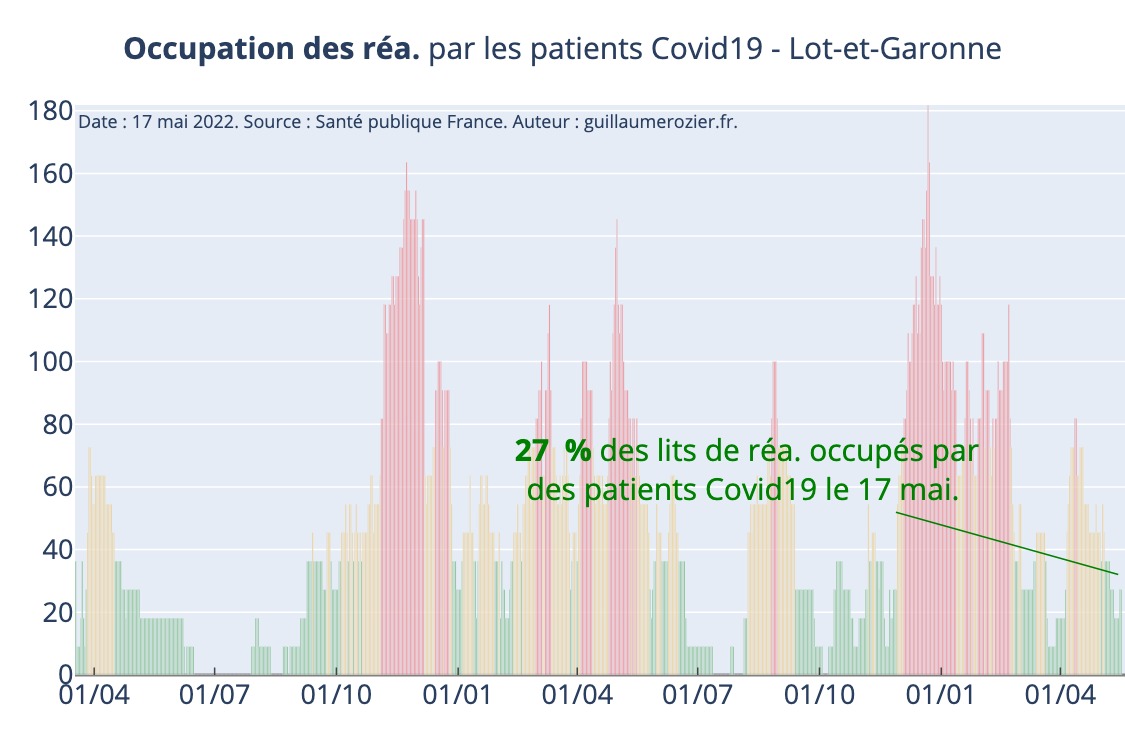 Occupation des réa. par les patients Covid19 - Lot-et-Garonne
180
Date : 17 mai 2022. Source : Santé publique France. Auteur : guillaumerozier.fr.
160
140
120
100
80
27 % des lits de réa. occupés par
60
des patients Covid19 le 17 mai.
40
20
0
01/04 01/07 01/10 01/01 01/04 01/07 01/10 01/01 01/04